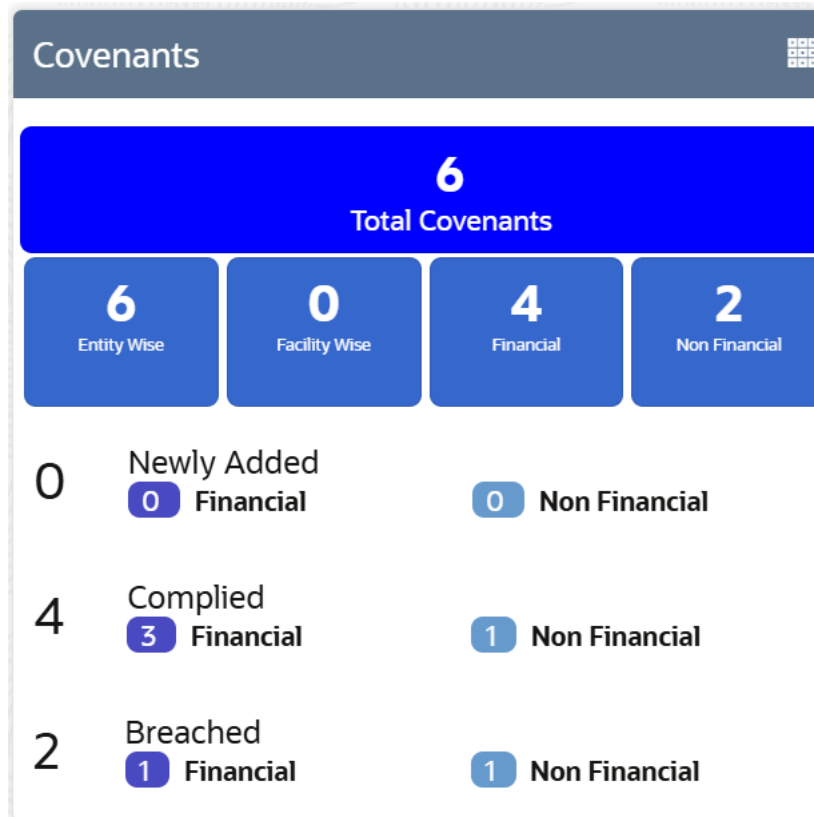 Covenants
6
Total Covenants
6 0 4 2
Entity Wise Facility Wise Financial Non Financial
0 Newly Added
0 Financial 0 Non Financial
4 Complied
3 Financial 1 Non Financial
2 Breached
1 Financial 1 Non Financial